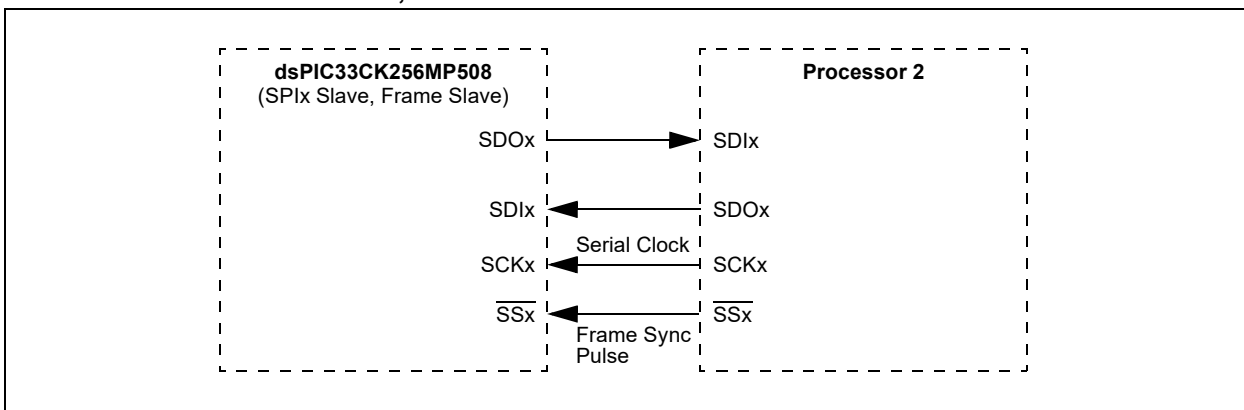 dsPIC33CK256MP508
(SPIx Slave, Frame Slave)
Processor 2
SDOx
SDIx
SDIx
SDOx
Serial Clock
SCKx
SCKx
SSx
SSx
Frame Sync
Pulse